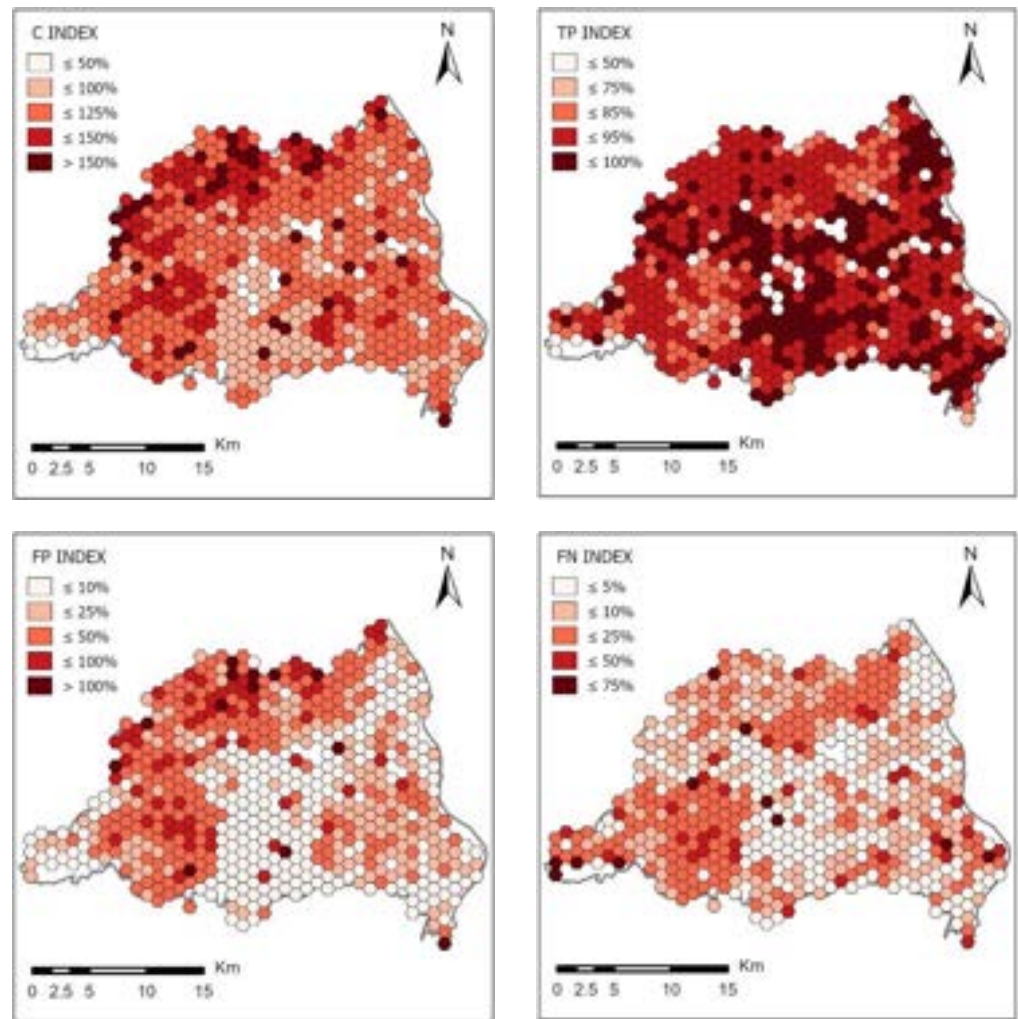 C INDEX
≤ 50%
≤ 100%
≤ 125%
≤ 150%
> 150%
N
Km
0 2.5 5 10 15
TP INDEX
≤ 50%
≤ 75%
≤ 85%
≤ 95%
≤ 100%
N
Km
0 2.5 5 10 15
FP INDEX
≤ 10%
≤ 25%
≤ 50%
≤ 100%
> 100%
N
Km
0 2.5 5 10 15
FN INDEX
≤ 5%
≤ 10%
≤ 25%
≤ 50%
≤ 75%
N
Km
0 2.5 5 10 15